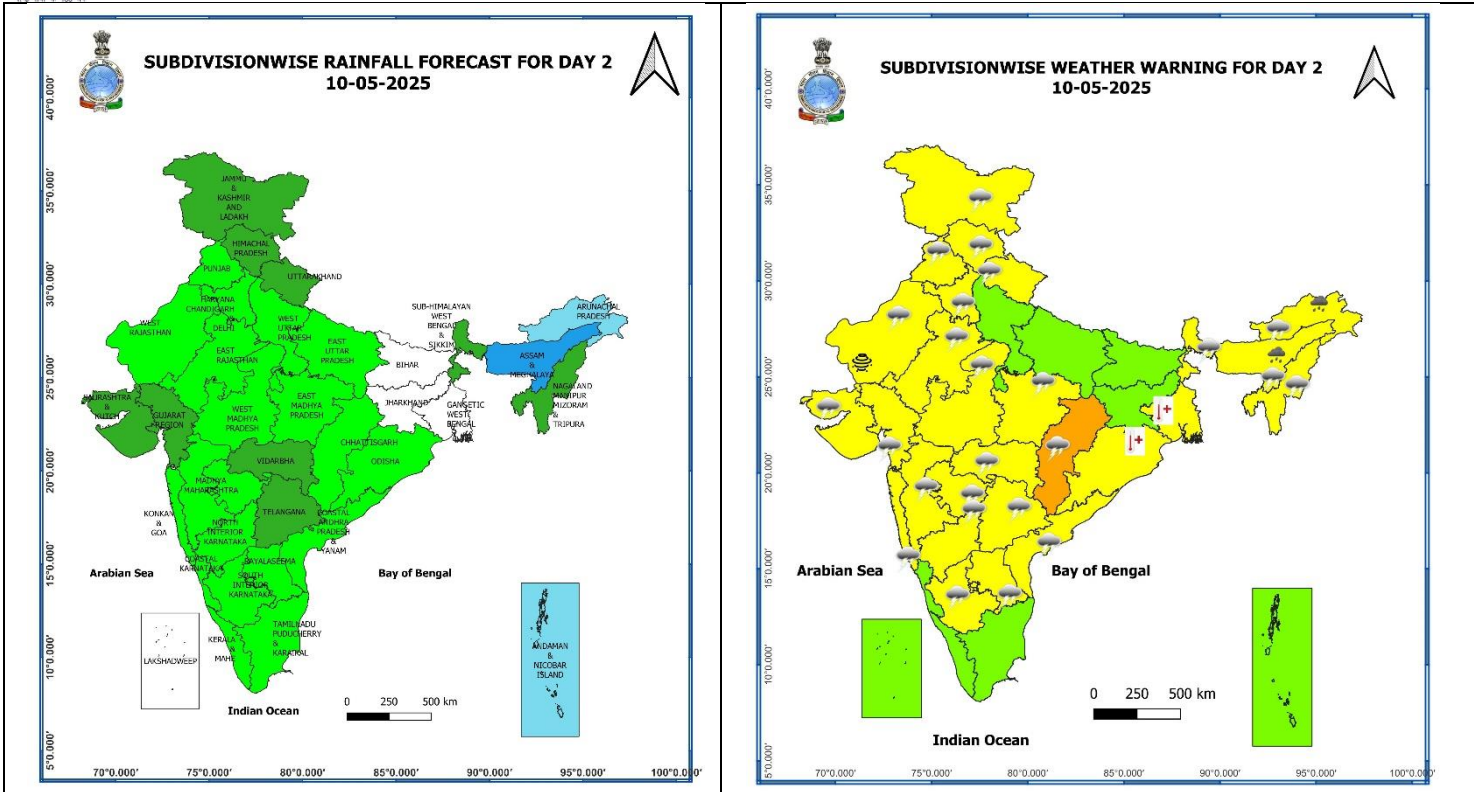 SUBDIVISIONWISE RAINFALL FORECAST FOR DAY 2
10-05-2025
40°0.000'
35°0.000'
30°0.000'
25°0.000'
20°0.000'
15°0.000'
10°0.000'
5°0.000'
JAMMU
&
KASHMIR
AND
LADAKH
HIMACHAL
PRADESH
PUNJAB
UTTARAKHAND
HARYANA
CHANDIGARH
DELHI
WEST
RAJASTHAN
WEST
UTTAR
PRADESH
EAST
UTTAR
PRADESH
EAST
RAJASTHAN
SUB-HIMALAYAN
WEST
BENGAL
&
SIKKIM
ARUNACHAL
PRADESH
ASSAM
&
MEGHALAYA
NAGALAND
MANIPUR
MIZORAM
&
TRIPURA
BIHAR
JHARKHAND
GANGETIC
WEST
BENGAL
SAURASHTRA
&
KUTCH
GUJARAT
REGION
WEST
MADHYA
PRADESH
EAST
MADHYA
PRADESH
CHHATTISGARH
ODISHA
VIDARBHA
MADHYA
MAHARASHTRA
TELANGANA
KONKAN
&
GOA
NORTH
INTERIOR
KARNATAKA
COASTAL
ANDHRA
PRADESH
&
YANAM
COASTAL
KARNATAKA
RAYALASEEMA
SOUTH
INTERIOR
KARNATAKA
Arabian Sea
Bay of Bengal
TAMILNADU
PUDUCHERRY
&
KARAIKAL
KERALA
&
MAHE
LAKSHADWEEP
ANDAMAN
&
NICOBAR
ISLAND
0 250 500 km
Indian Ocean
70°0.000' 75°0.000' 80°0.000' 85°0.000' 90°0.000' 95°0.000' 100°0.000'
SUBDIVISIONWISE WEATHER WARNING FOR DAY 2
10-05-2025
40°0.000'
35°0.000'
30°0.000'
25°0.000'
20°0.000'
15°0.000'
10°0.000'
5°0.000'
Arabian Sea
Bay of Bengal
0 250 500 km
Indian Ocean
70°0.000' 75°0.000' 80°0.000' 85°0.000' 90°0.000' 95°0.000' 100°0.000'